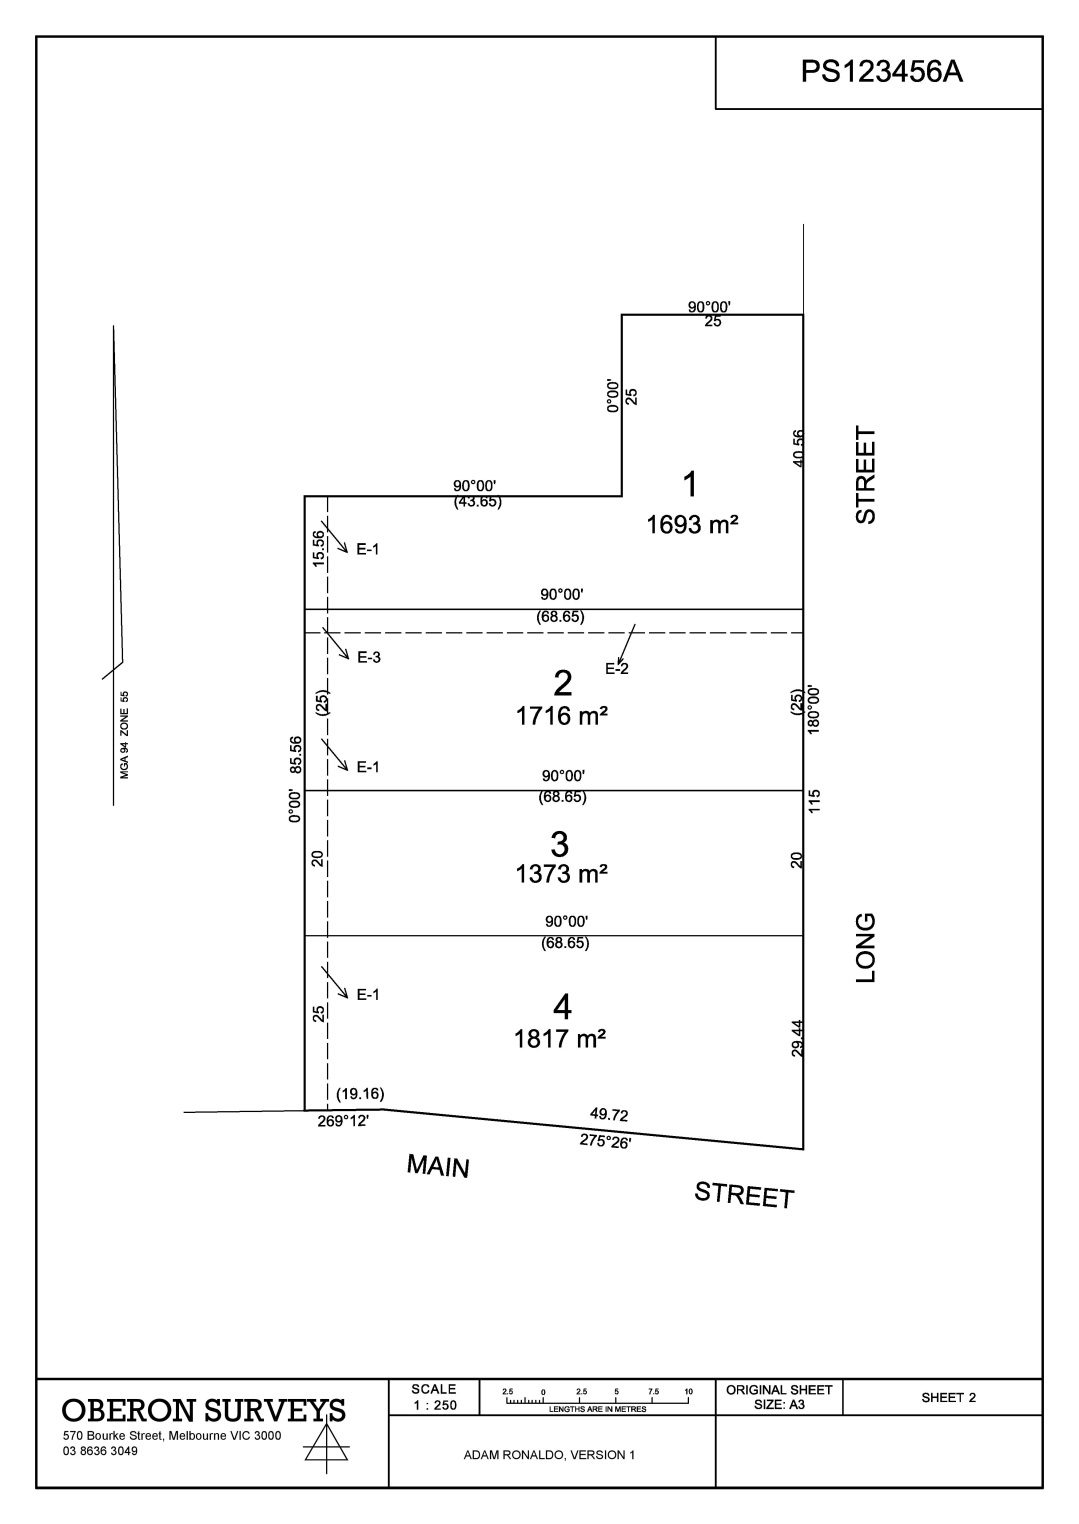 PS123456A
90°00'
25
0°00'
25
40.56
STREET
90°00'
(43.65)
1
1693 m²
15.56
E-1
90°00'
(68.65)
E-3
E-2
2
1716 m²
(25)
(25)
180°00'
MGA 94 ZONE 55
85.56
E-1
90°00'
(68.65)
0°00'
115
3
1373 m²
20
20
90°00'
(68.65)
LONG
E-1
4
1817 m²
25
29.44
(19.16)
269°12'
49.72
275°26'
MAIN STREET
OBERON SURVEYS
570 Bourke Street, Melbourne VIC 3000
03 8636 3049
SCALE
1 : 250
2.5 0 2.5 5 7.5 10
LENGTHS ARE IN METRES
ORIGINAL SHEET
SIZE: A3
SHEET 2
ADAM RONALDO, VERSION 1